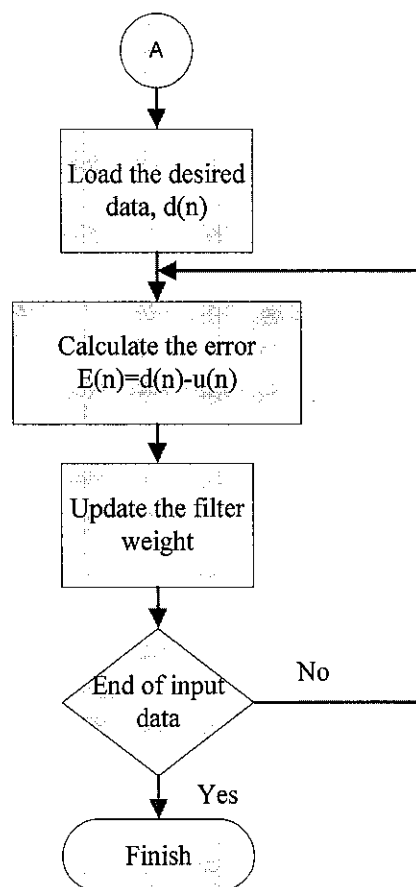 A
Load the desired
data, d(n)
Calculate the error
E(n)=d(n)-u(n)
Update the filter
weight
End of input
data
No
Yes
Finish